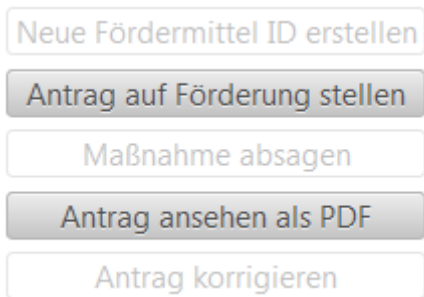 Neue Fördermittel ID erstellen
Antrag auf Förderung stellen
Maßnahme absagen
Antrag ansehen als PDF
Antrag korrigieren